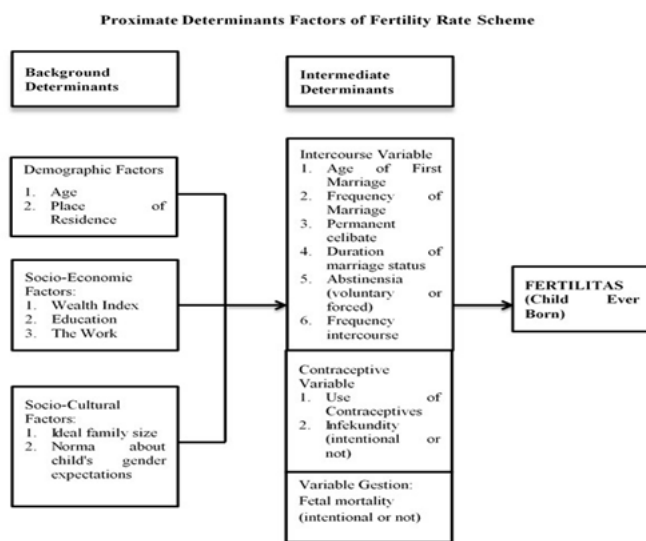 Proximate Determinants Factors of Fertility Rate Scheme
Background
Determinants
Intermediate
Determinants
Demographic Factors
1. Age
2. Place of
Residence
Socio-Economic
Factors:
1. Wealth Index
2. Education
3. The Work
Socio-Cultural
Factors:
1. Ideal family size
2. Norma about
child's gender
expectations
Intercourse Variable
1. Age of First
Marriage
2. Frequency of
Marriage
3. Permanent
celibate
4. Duration of
marriage status
5. Abstinensia
(voluntary or
forced)
6. Frequency
intercourse
Contraceptive
Variable
1. Use of
Contraceptives
2. Infekundity
(intentional or
not)
Variable Gestion:
Fetal mortality
(intentional or not)
FERTILITAS
(Child Ever
Born)